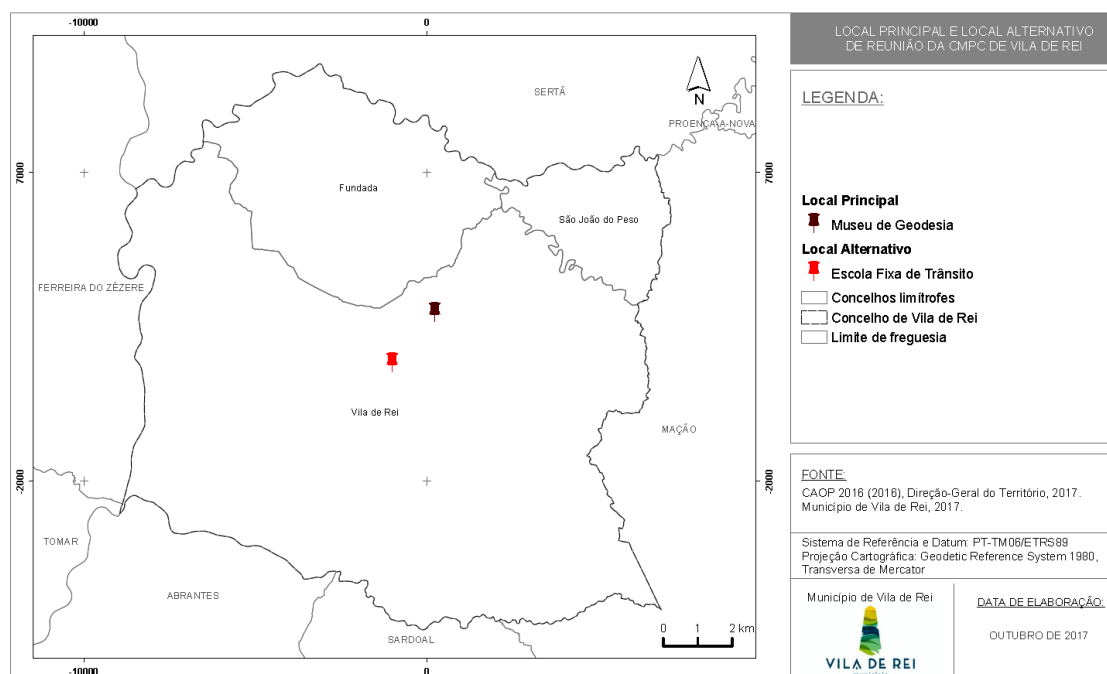 -10000
0
7000
-2000
SERTÃ
PROENÇA-A-NOVA
N
Fundada
São João do Peso
FERREIRA DO ZÊZERE
Vila de Rei
MAÇÃO
TOMAR
ABRANTES
SARDOAL
0 1 2 km
7000
-2000
-10000
0
LOCAL PRINCIPAL E LOCAL ALTERNATIVO
DE REUNIÃO DA CMPC DE VILA DE REI
LEGENDA:
Local Principal
Museu de Geodesia
Local Alternativo
Escola Fixa de Trânsito
Concelhos limítrofes
Concelho de Vila de Rei
Limite de freguesia
FONTE:
CAOP 2016 (2016), Direção-Geral do Território, 2017.
Município de Vila de Rei, 2017.
Sistema de Referência e Datum: PT-TM06/ETRS89
Projeção Cartográfica: Geodetic Reference System 1980,
Transversa de Mercator
Município de Vila de Rei
VILA DE REI
DATA DE ELABORAÇÃO:
OUTUBRO DE 2017